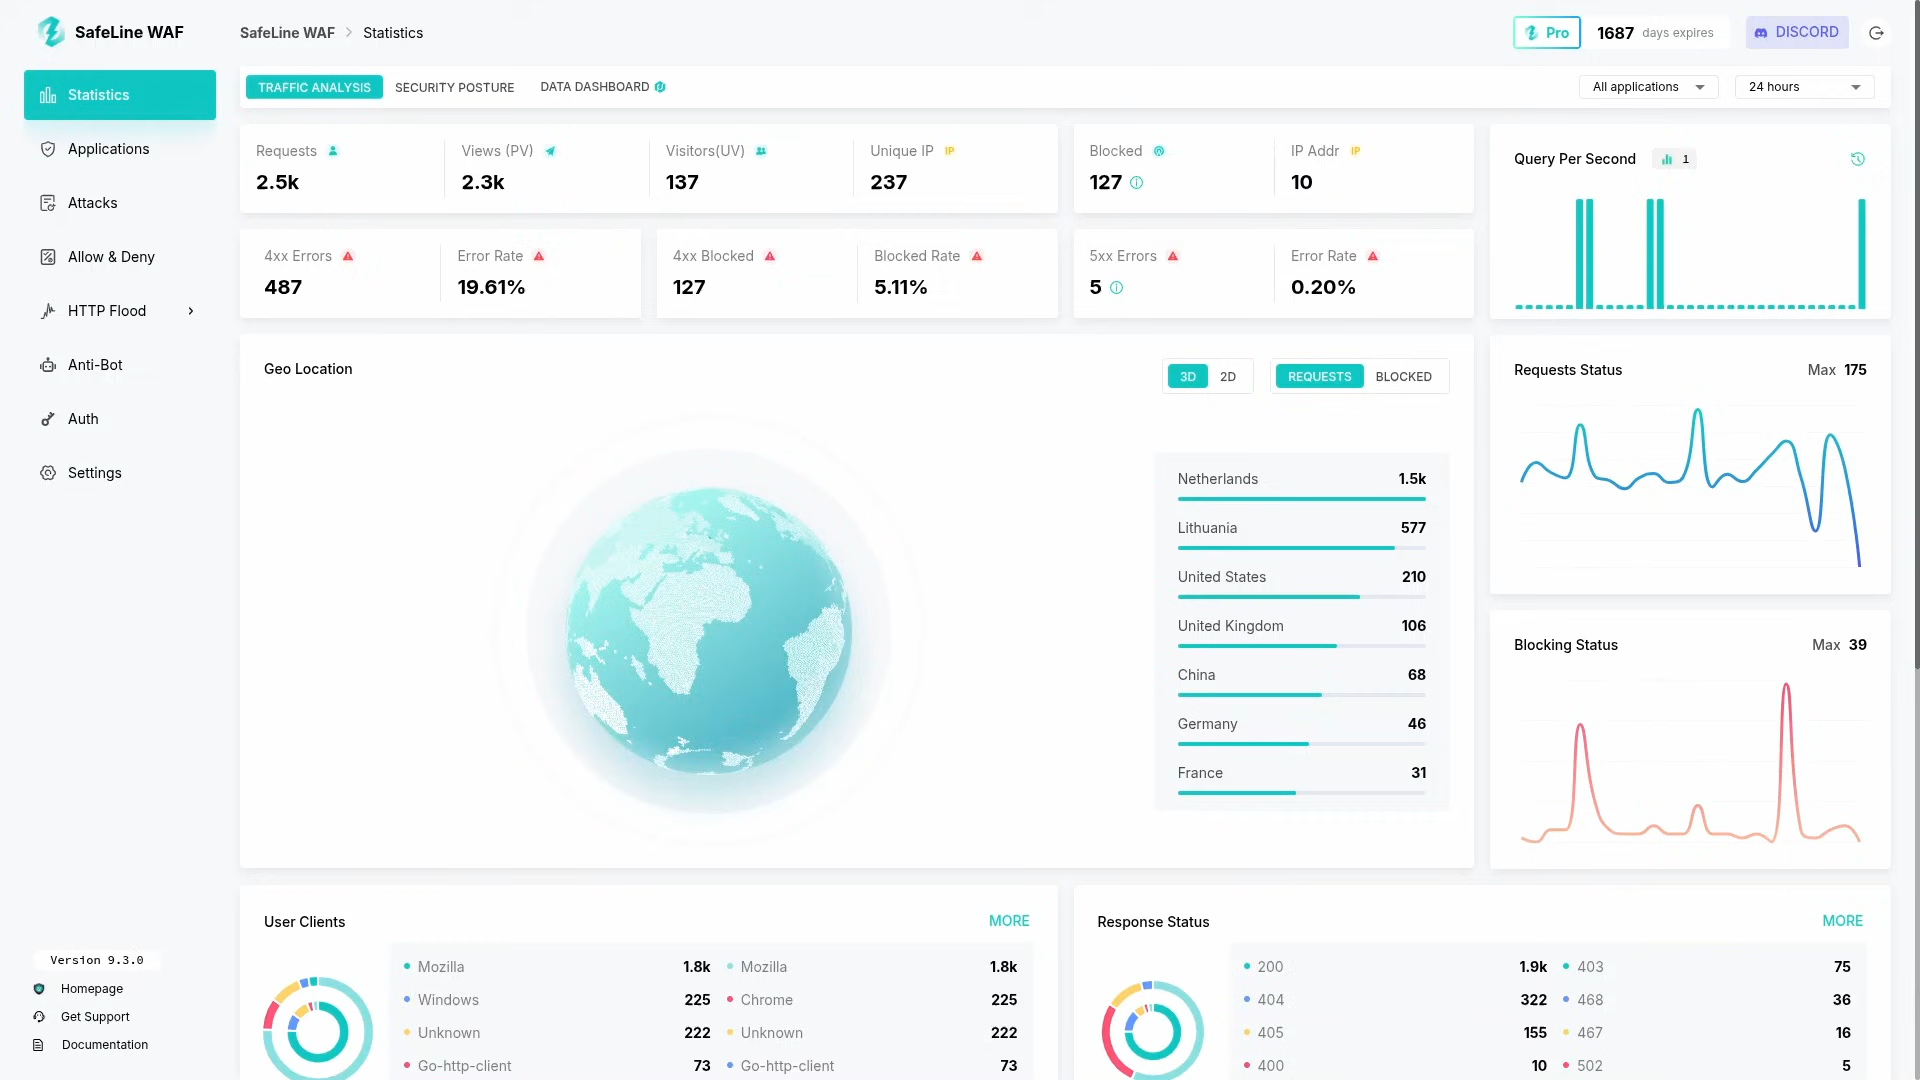 SafeLine WAF
SafeLine WAF > Statistics
Pro
1687 days expires
DISCORD
Statistics
Applications
Attacks
Allow & Deny
HTTP Flood
Anti-Bot
Auth
Settings
Version 9.3.0
Homepage
Get Support
Documentation
TRAFFIC ANALYSIS
SECURITY POSTURE
DATA DASHBOARD
All applications
24 hours
Requests
2.5k
Views (PV)
2.3k
Visitors(UV)
137
Unique IP IP
237
Blocked
127
IP Addr IP
10
4xx Errors
487
Error Rate
19.61%
4xx Blocked
127
Blocked Rate
5.11%
5xx Errors
5
Error Rate
0.20%
Query Per Second 1
Geo Location
3D 2D
REQUESTS BLOCKED
Netherlands 1.5k
Lithuania 577
United States 210
United Kingdom 106
China 68
Germany 46
France 31
Requests Status Max 175
Blocking Status Max 39
User Clients MORE
Mozilla 1.8k Mozilla 1.8k
Windows 225 Chrome 225
Unknown 222 Unknown 222
Go-http-client 73 Go-http-client 73
Response Status MORE
200 1.9k 403 75
404 322 468 36
405 155 467 16
400 10 502 5